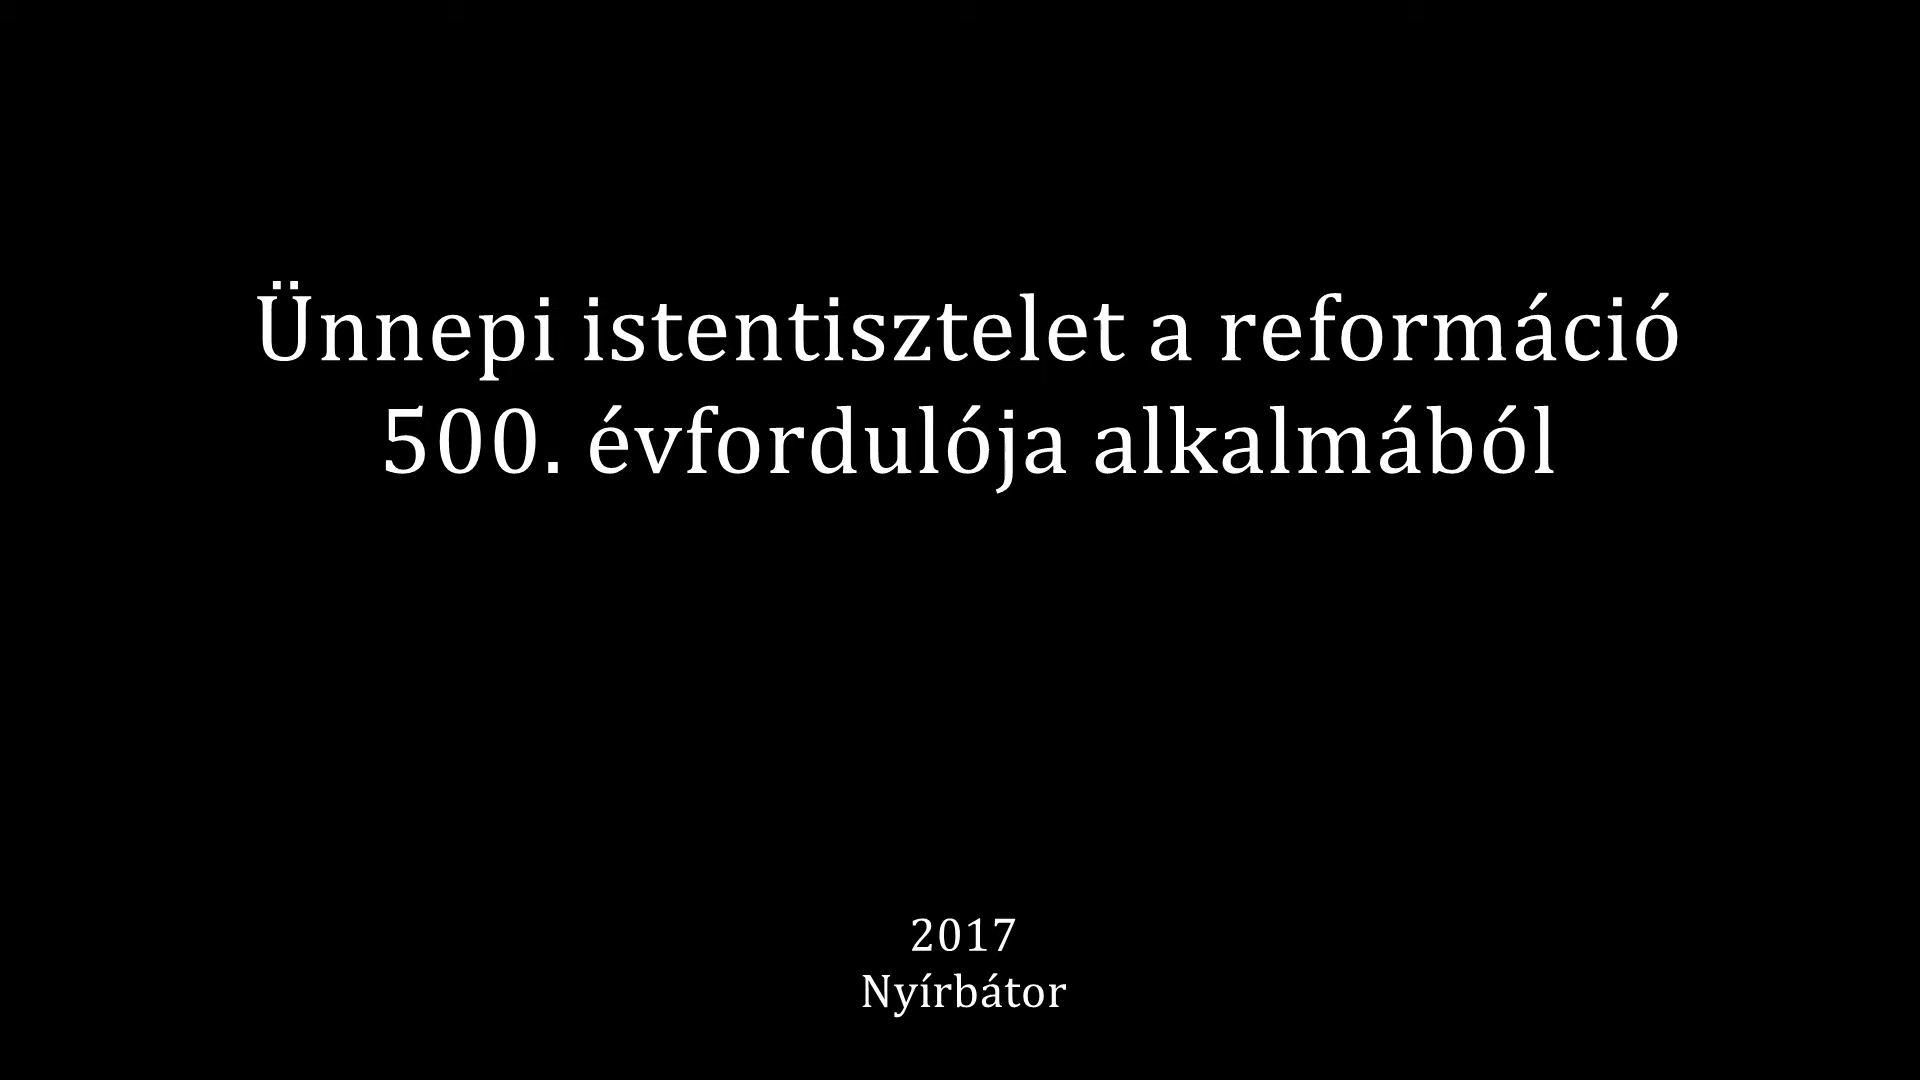 Ünnepi istentisztelet a reformáció
500. évfordulója alkalmából
2017
Nyírbátor